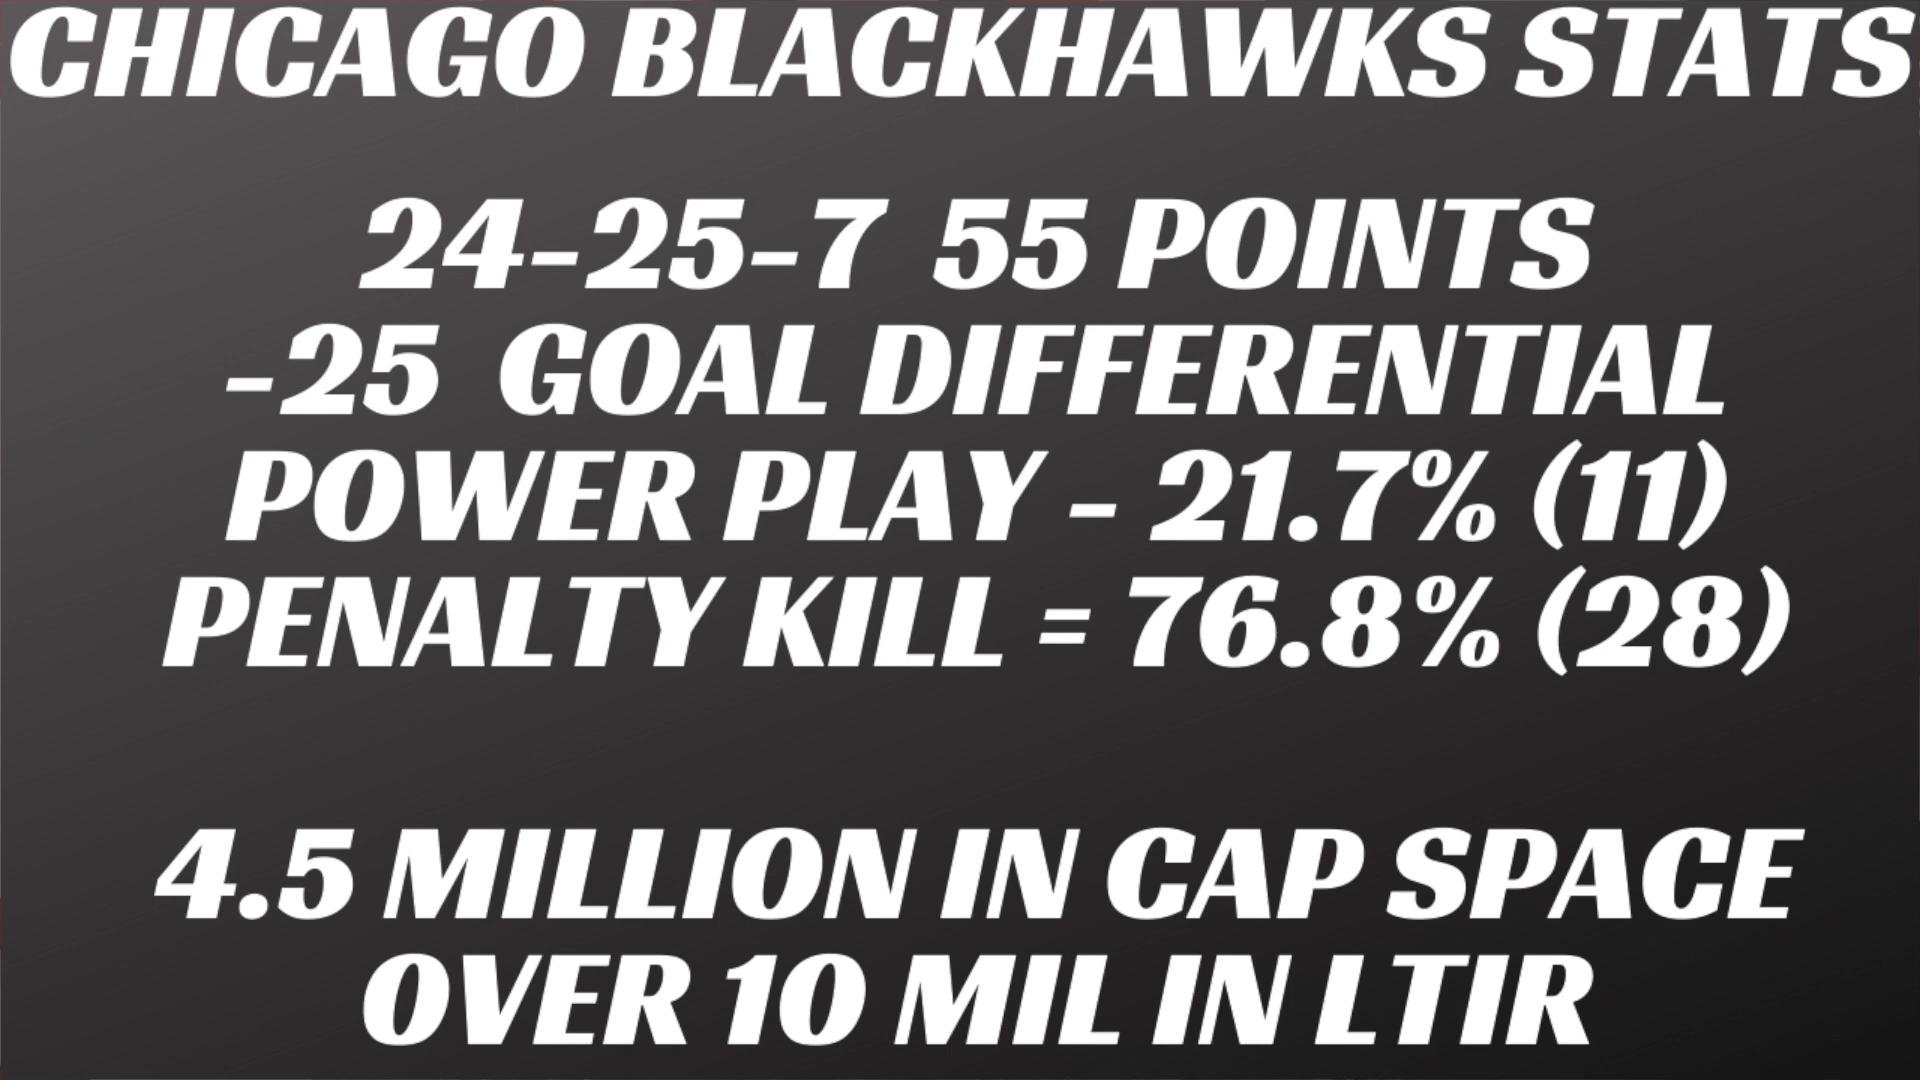 CHICAGO BLACKHAWKS STATS
24-25-7 55 POINTS
-25 GOAL DIFFERENTIAL
POWER PLAY - 21.7% (11)
PENALTY KILL = 76.8% (28)
4.5 MILLION IN CAP SPACE
OVER 10 MIL IN LTIR